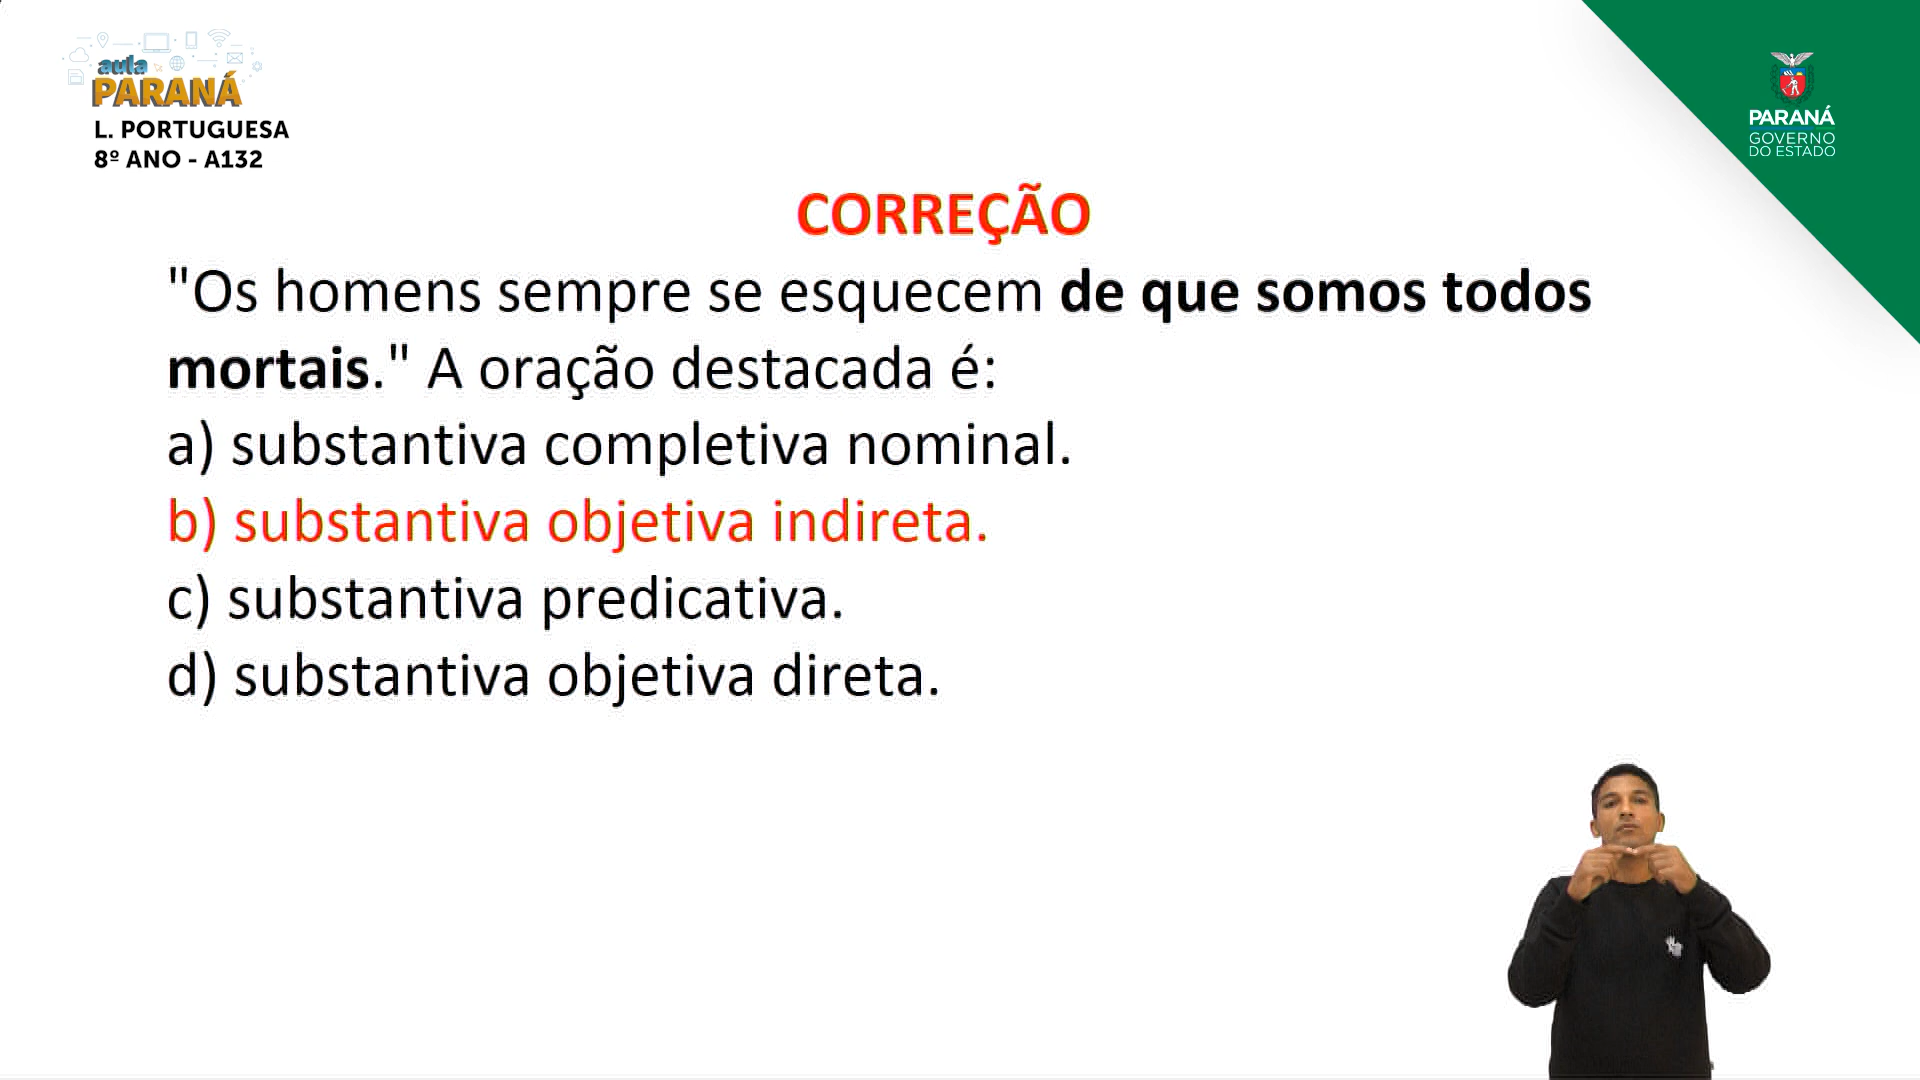 aula
PARANÁ
L. PORTUGUESA
8º ANO - A132
PARANÁ
GOVERNO
DO ESTADO
CORREÇÃO
"Os homens sempre se esquecem de que somos todos
mortais." A oração destacada é:
a) substantiva completiva nominal.
b) substantiva objetiva indireta.
c) substantiva predicativa.
d) substantiva objetiva direta.